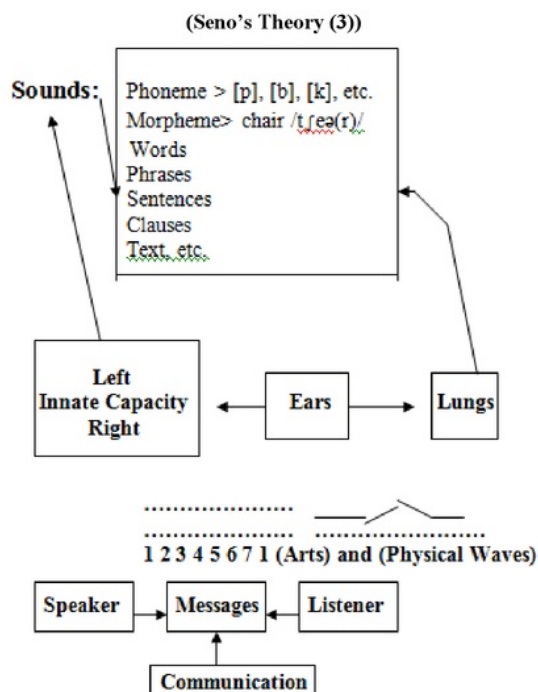 (Seno's Theory (3))
Sounds:
Phoneme > [p], [b], [k], etc.
Morpheme> chair /tʃeə(r)/
Words
Phrases
Sentences
Clauses
Text, etc.
Left
Innate Capacity
Right
Ears
Lungs
1 2 3 4 5 6 7 1 (Arts) and (Physical Waves)
Speaker
Messages
Listener
Communication